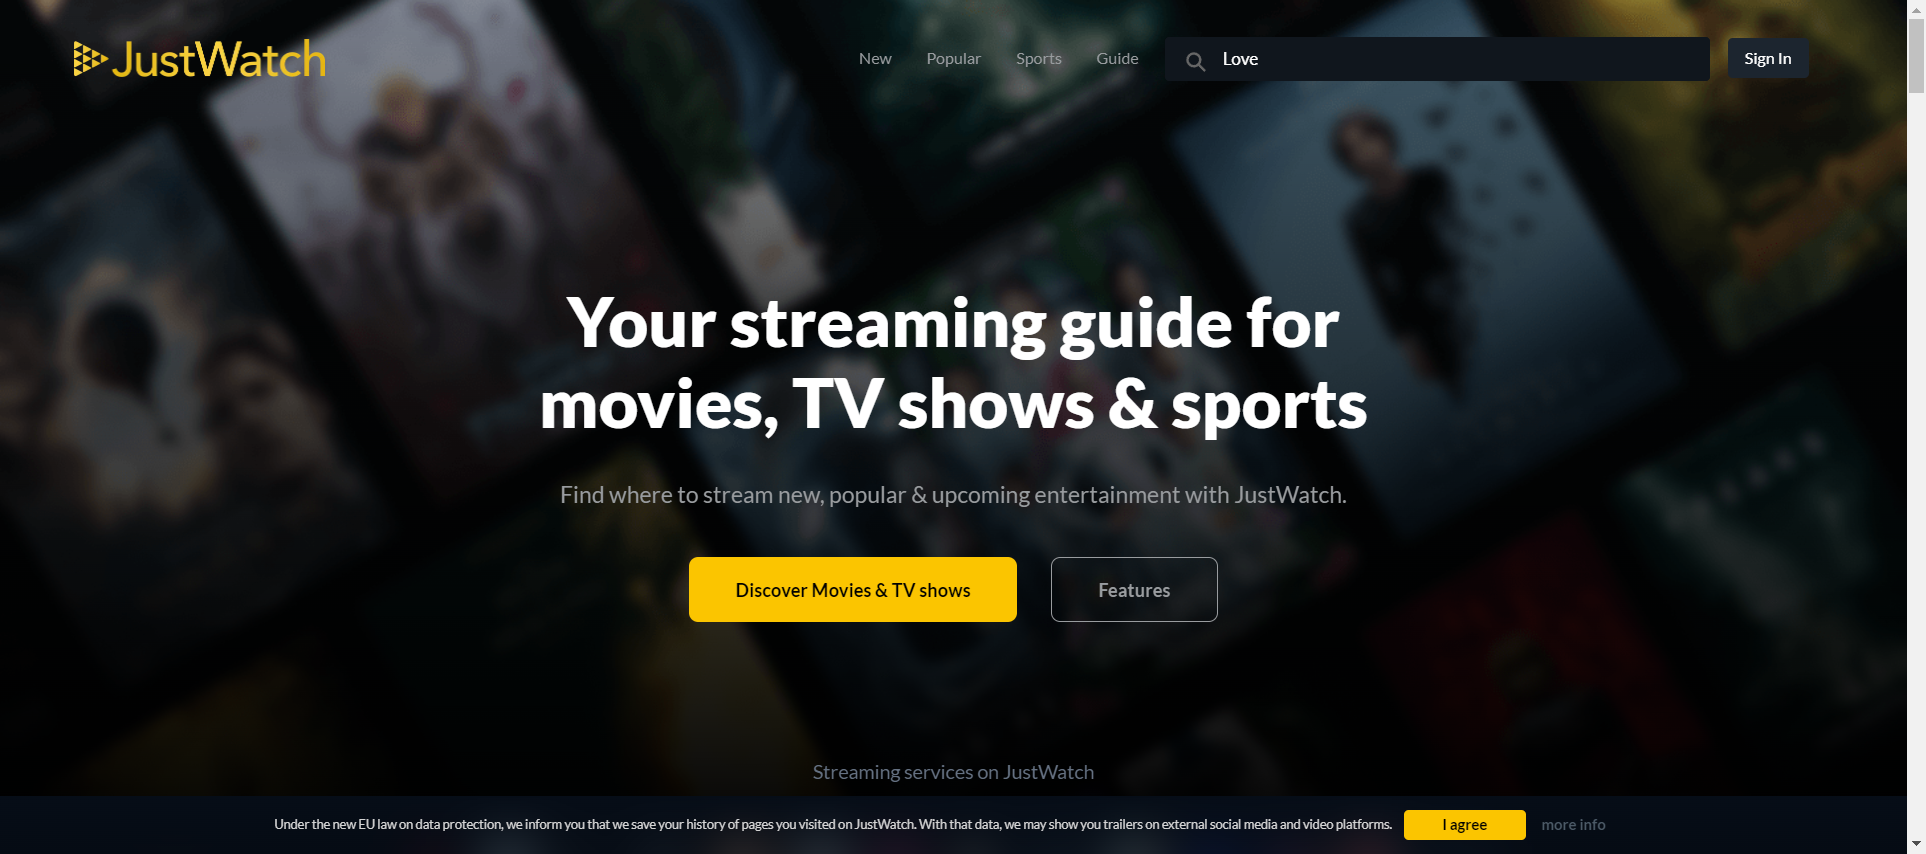 JustWatch
New
Popular
Sports
Guide
Love
Sign In
Your streaming guide for
movies, TV shows & sports
Find where to stream new, popular & upcoming entertainment with JustWatch.
Discover Movies & TV shows
Features
Streaming services on JustWatch
Under the new EU law on data protection, we inform you that we save your history of pages you visited on JustWatch. With that data, we may show you trailers on external social media and video platforms.
I agree
more info